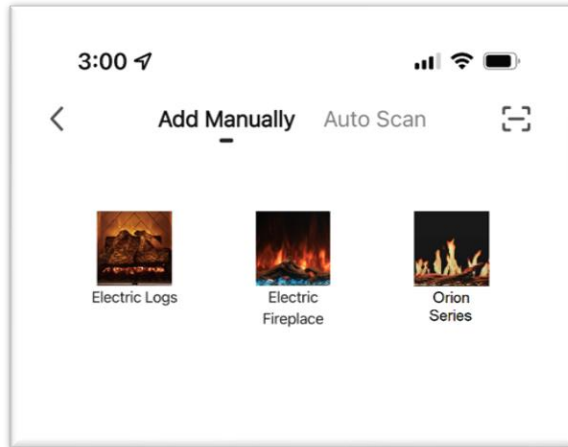 3:00
Add Manually Auto Scan
Electric Logs
Electric
Fireplace
Orion
Series